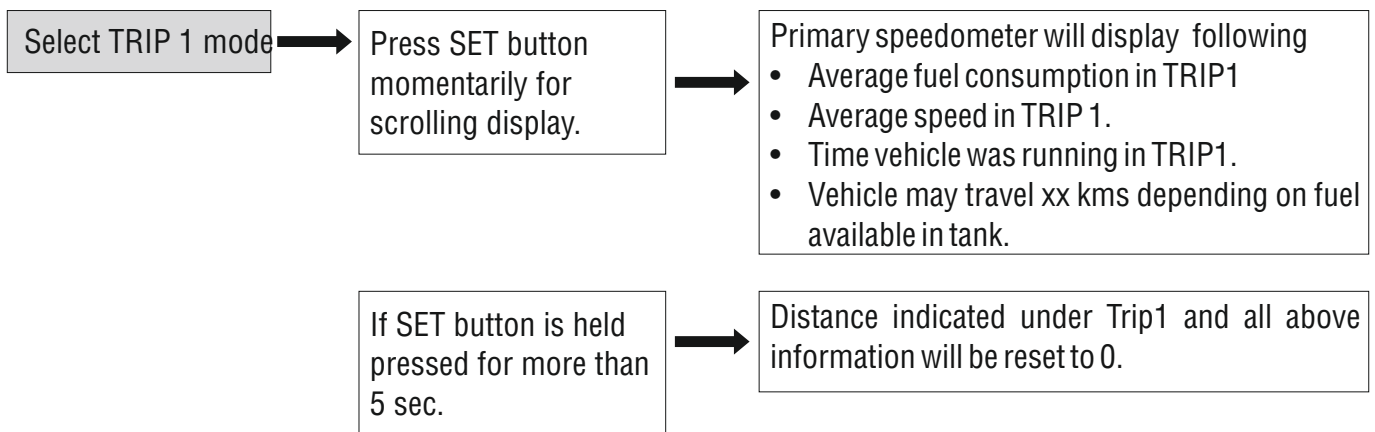 Select TRIP 1 mode
Press SET button
momentarily for
scrolling display.
Primary speedometer will display following
• Average fuel consumption in TRIP1
• Average speed in TRIP 1.
• Time vehicle was running in TRIP1.
• Vehicle may travel xx kms depending on fuel
available in tank.
If SET button is held
pressed for more than
5 sec.
Distance indicated under Trip1 and all above
information will be reset to 0.